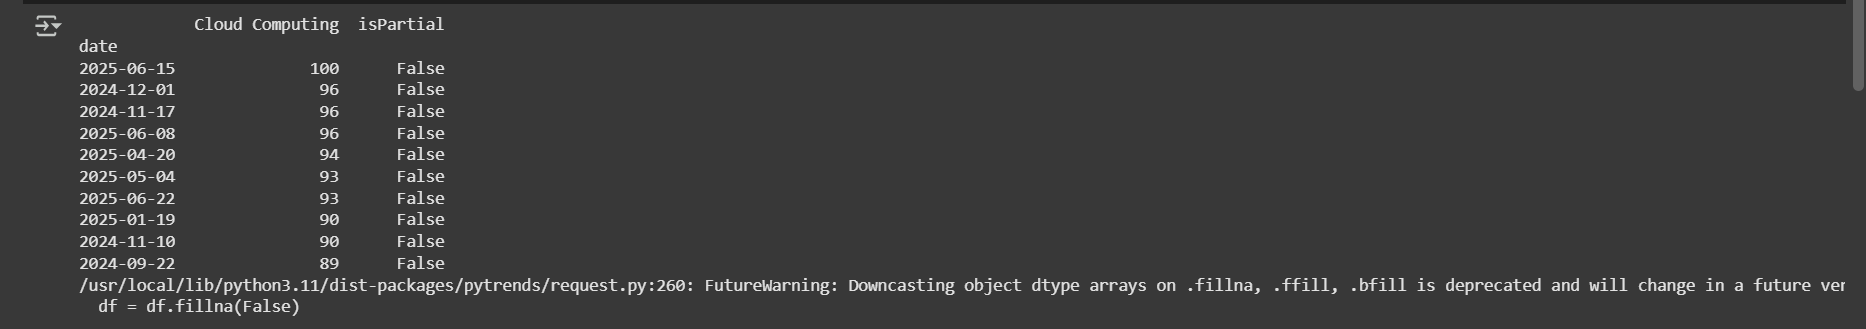 Cloud Computing isPartial
date
2025-06-15 100 False
2024-12-01 96 False
2024-11-17 96 False
2025-06-08 96 False
2025-04-20 94 False
2025-05-04 93 False
2025-06-22 93 False
2025-01-19 90 False
2024-11-10 90 False
2024-09-22 89 False
/usr/local/lib/python3.11/dist-packages/pytrends/request.py:260: FutureWarning: Downcasting object dtype arrays on .fillna, .ffill, .bfill is deprecated and will change in a future ver
df = df.fillna(False)